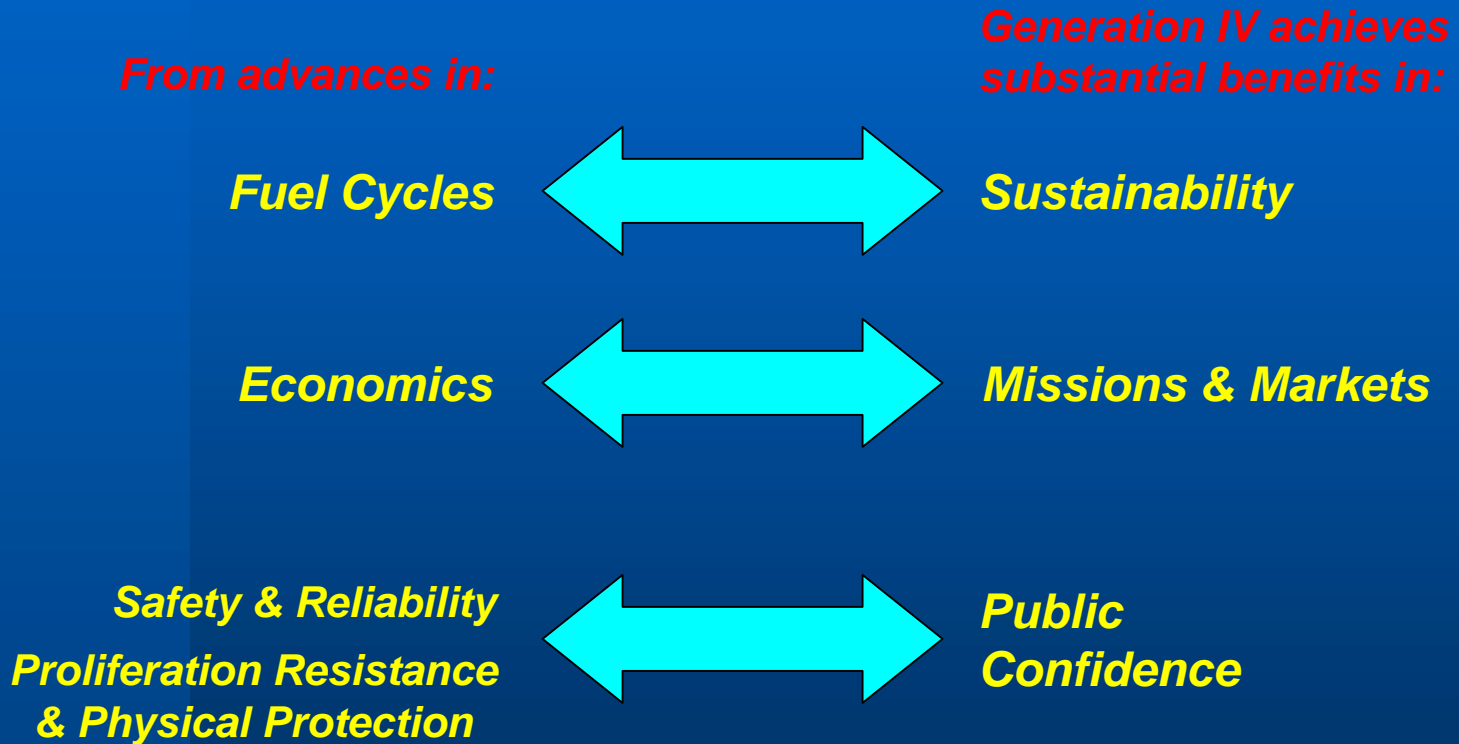 From advances in:
Generation IV achieves
substantial benefits in:
Fuel Cycles
Sustainability
Economics
Missions & Markets
Safety & Reliability
Proliferation Resistance
& Physical Protection
Public
Confidence